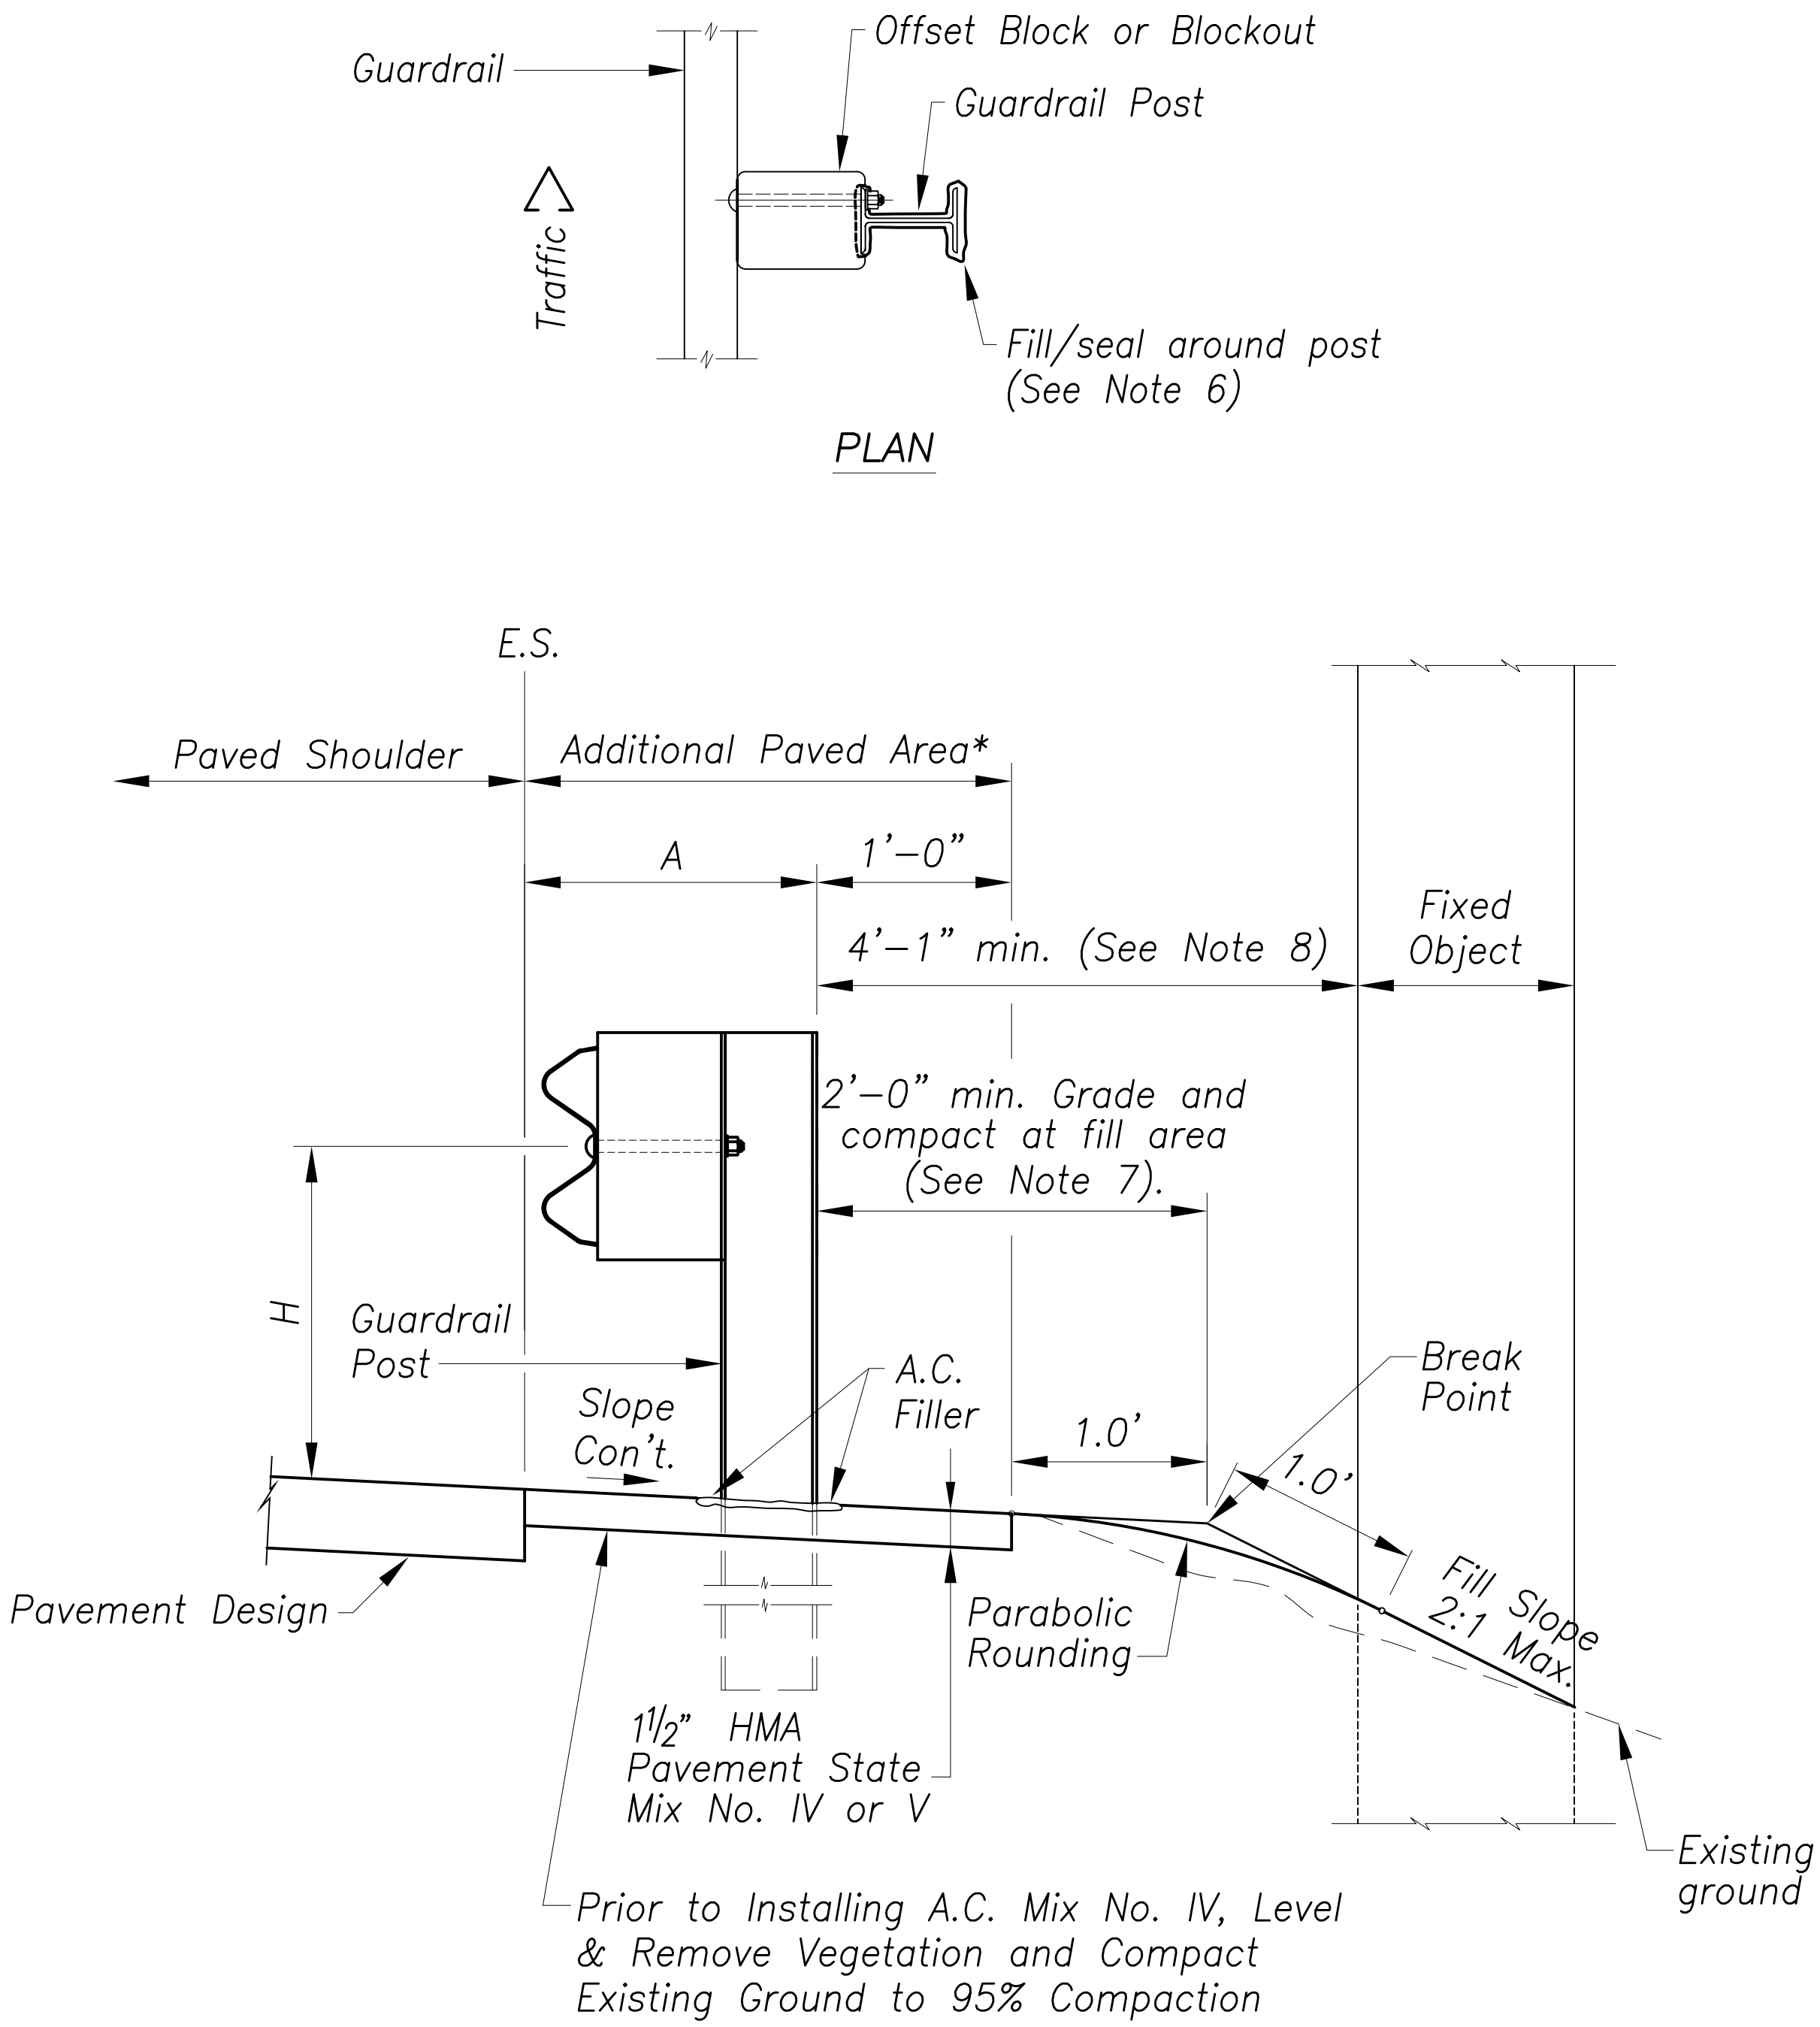 Offset Block or Blockout
Guardrail
Guardrail Post
Traffic
Fill/seal around post
(See Note 6)
PLAN
E.S.
Paved Shoulder
Additional Paved Area*
A
1'-0"
4'-1" min. (See Note 8)
Fixed
Object
2'-0" min. Grade and
compact at fill area
(See Note 7).
H
Guardrail
Post
Slope
Con't.
A.C.
Filler
1.0'
Break
Point
1.0'
Fill Slope
2:1 Max.
Pavement Design
Parabolic
Rounding
1½" HMA
Pavement State
Mix No. IV or V
Existing
ground
Prior to Installing A.C. Mix No. IV, Level
& Remove Vegetation and Compact
Existing Ground to 95% Compaction